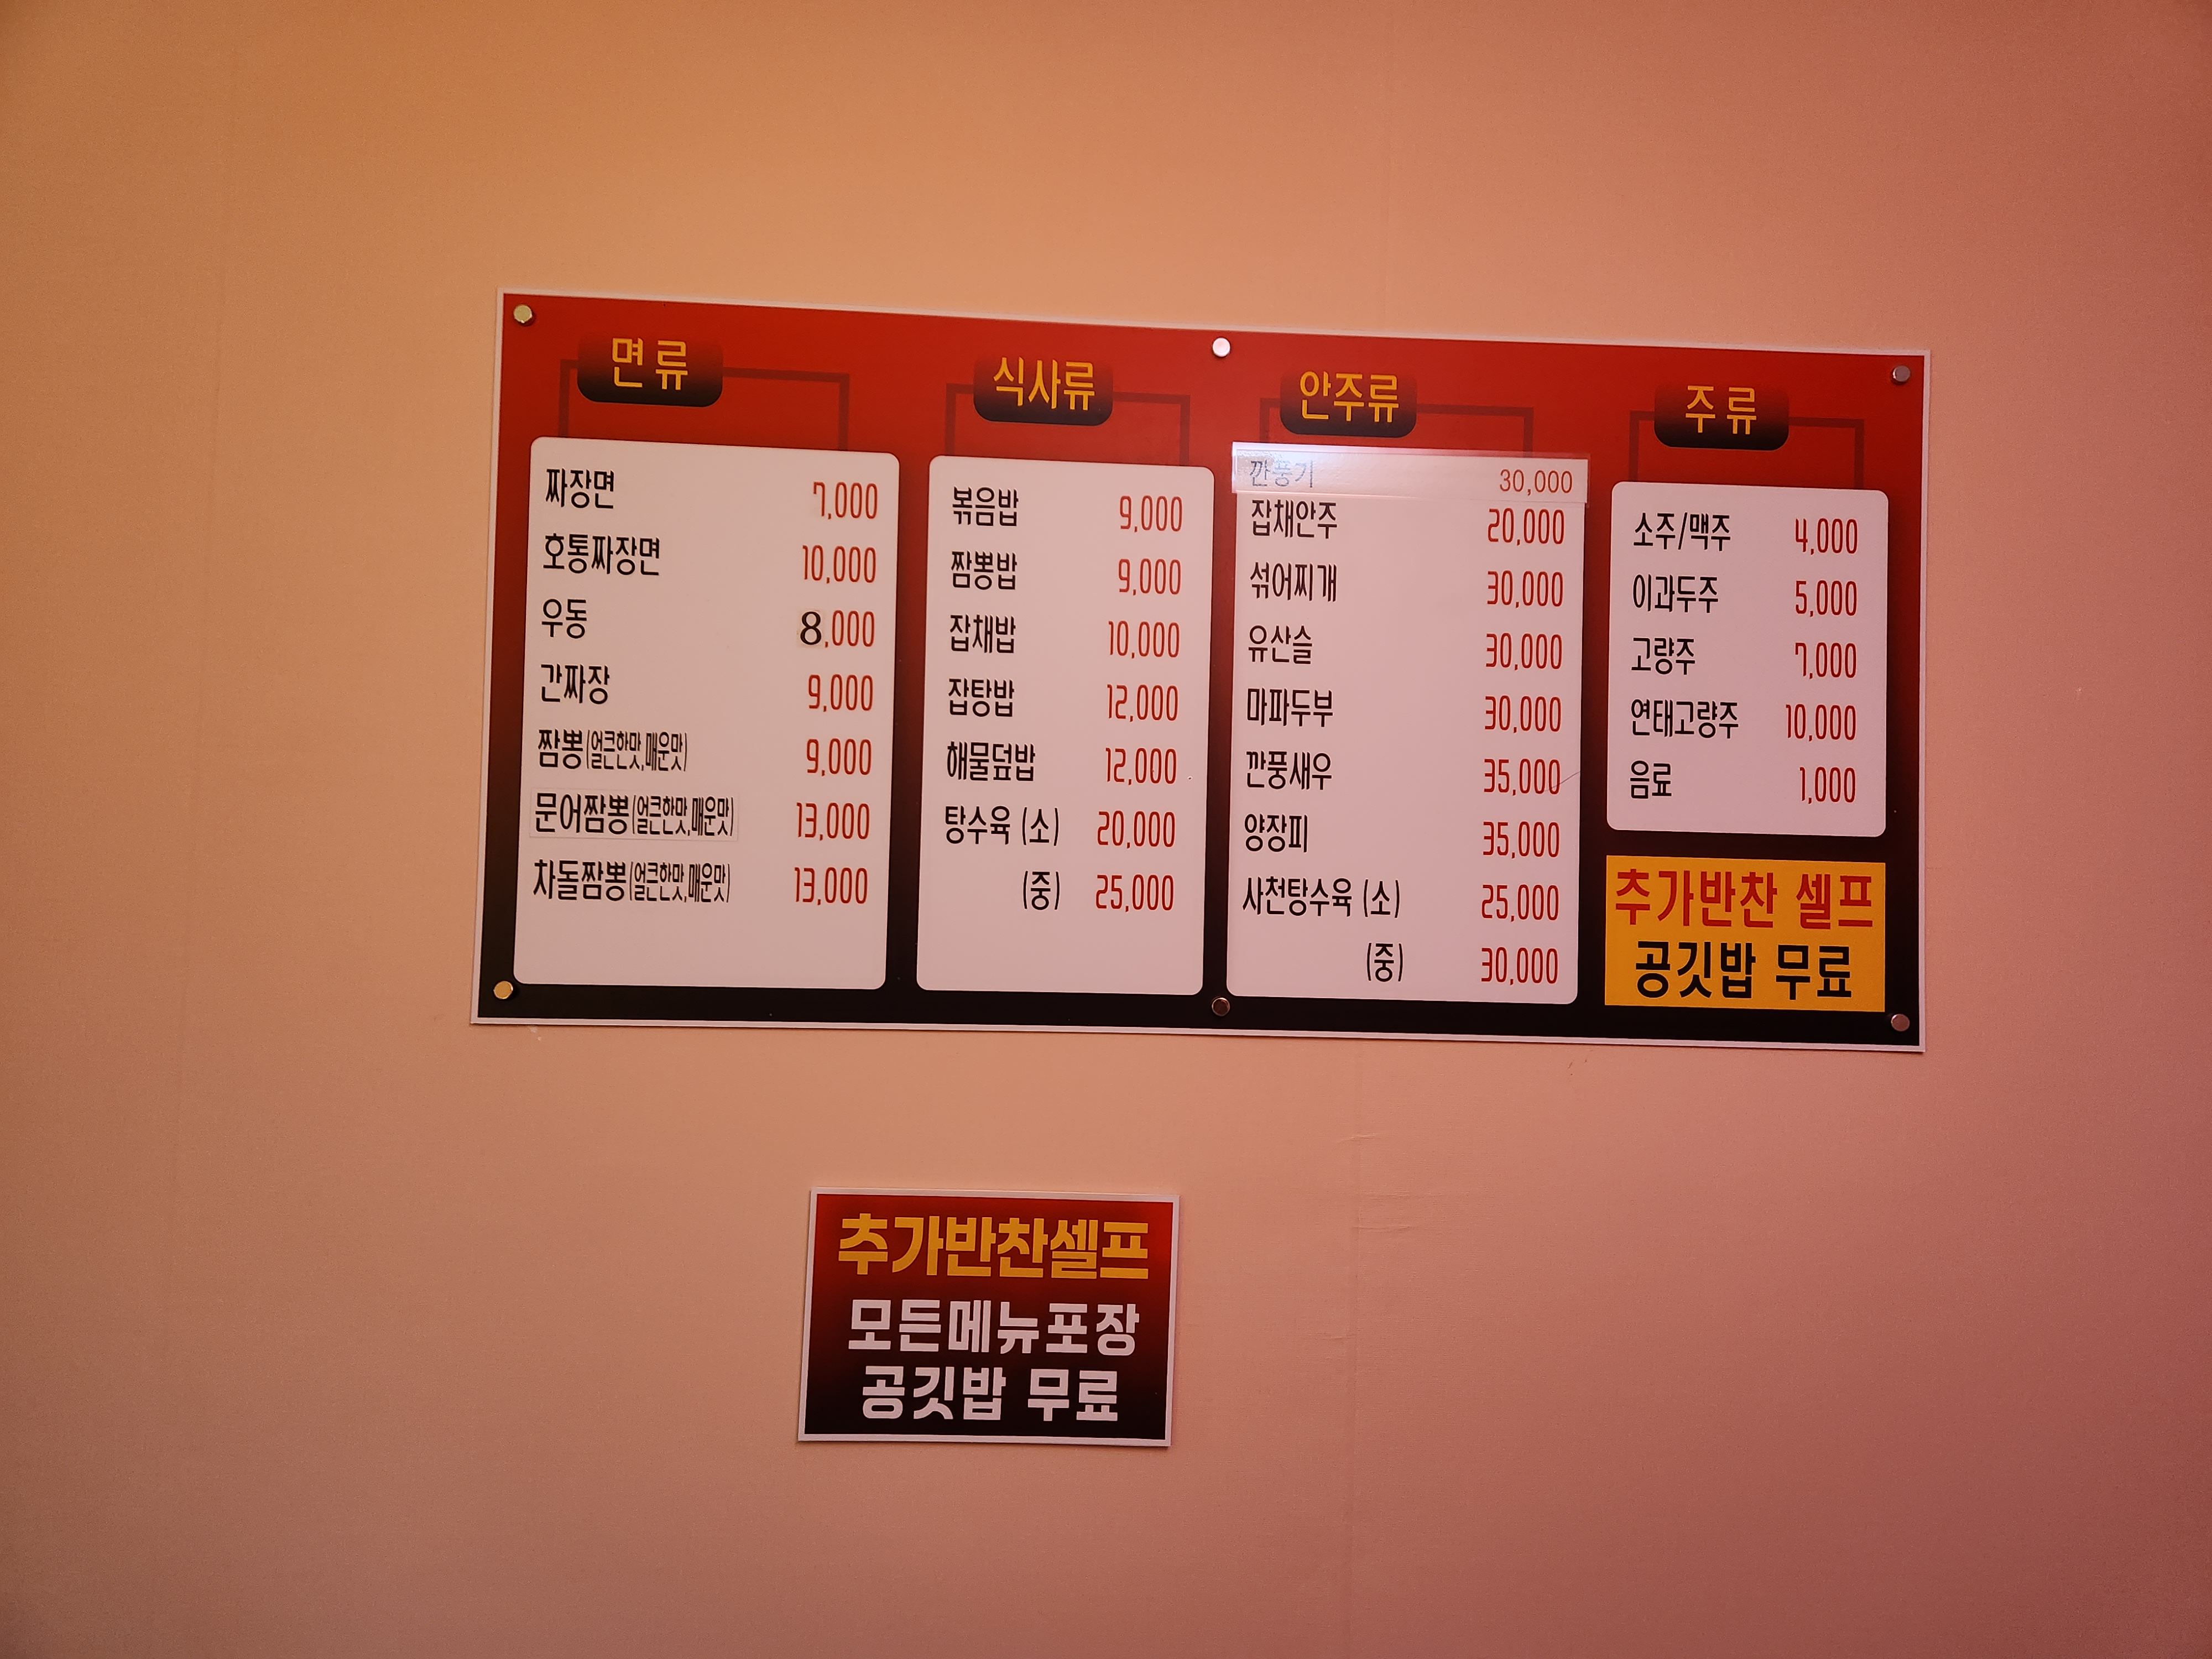 면류
짜장면 7,000
호통짜장면 10,000
우동 8,000
간짜장 9,000
짬뽕(얼큰한맛,매운맛) 9,000
문어짬뽕(얼큰한맛,매운맛) 13,000
차돌짬뽕(얼큰한맛,매운맛) 13,000
식사류
볶음밥 9,000
짬뽕밥 9,000
잡채밥 10,000
잡탕밥 12,000
해물덮밥 12,000
탕수육 (소) 20,000
(중) 25,000
안주류
깐풍기 30,000
잡채안주 20,000
섞어찌개 30,000
유산슬 30,000
마파두부 30,000
깐풍새우 35,000
양장피 35,000
사천탕수육 (소) 25,000
(중) 30,000
주류
소주/맥주 4,000
이과두주 5,000
고량주 7,000
연태고량주 10,000
음료 1,000
추가반찬 셀프
공깃밥 무료
추가반찬셀프
모든메뉴포장
공깃밥 무료